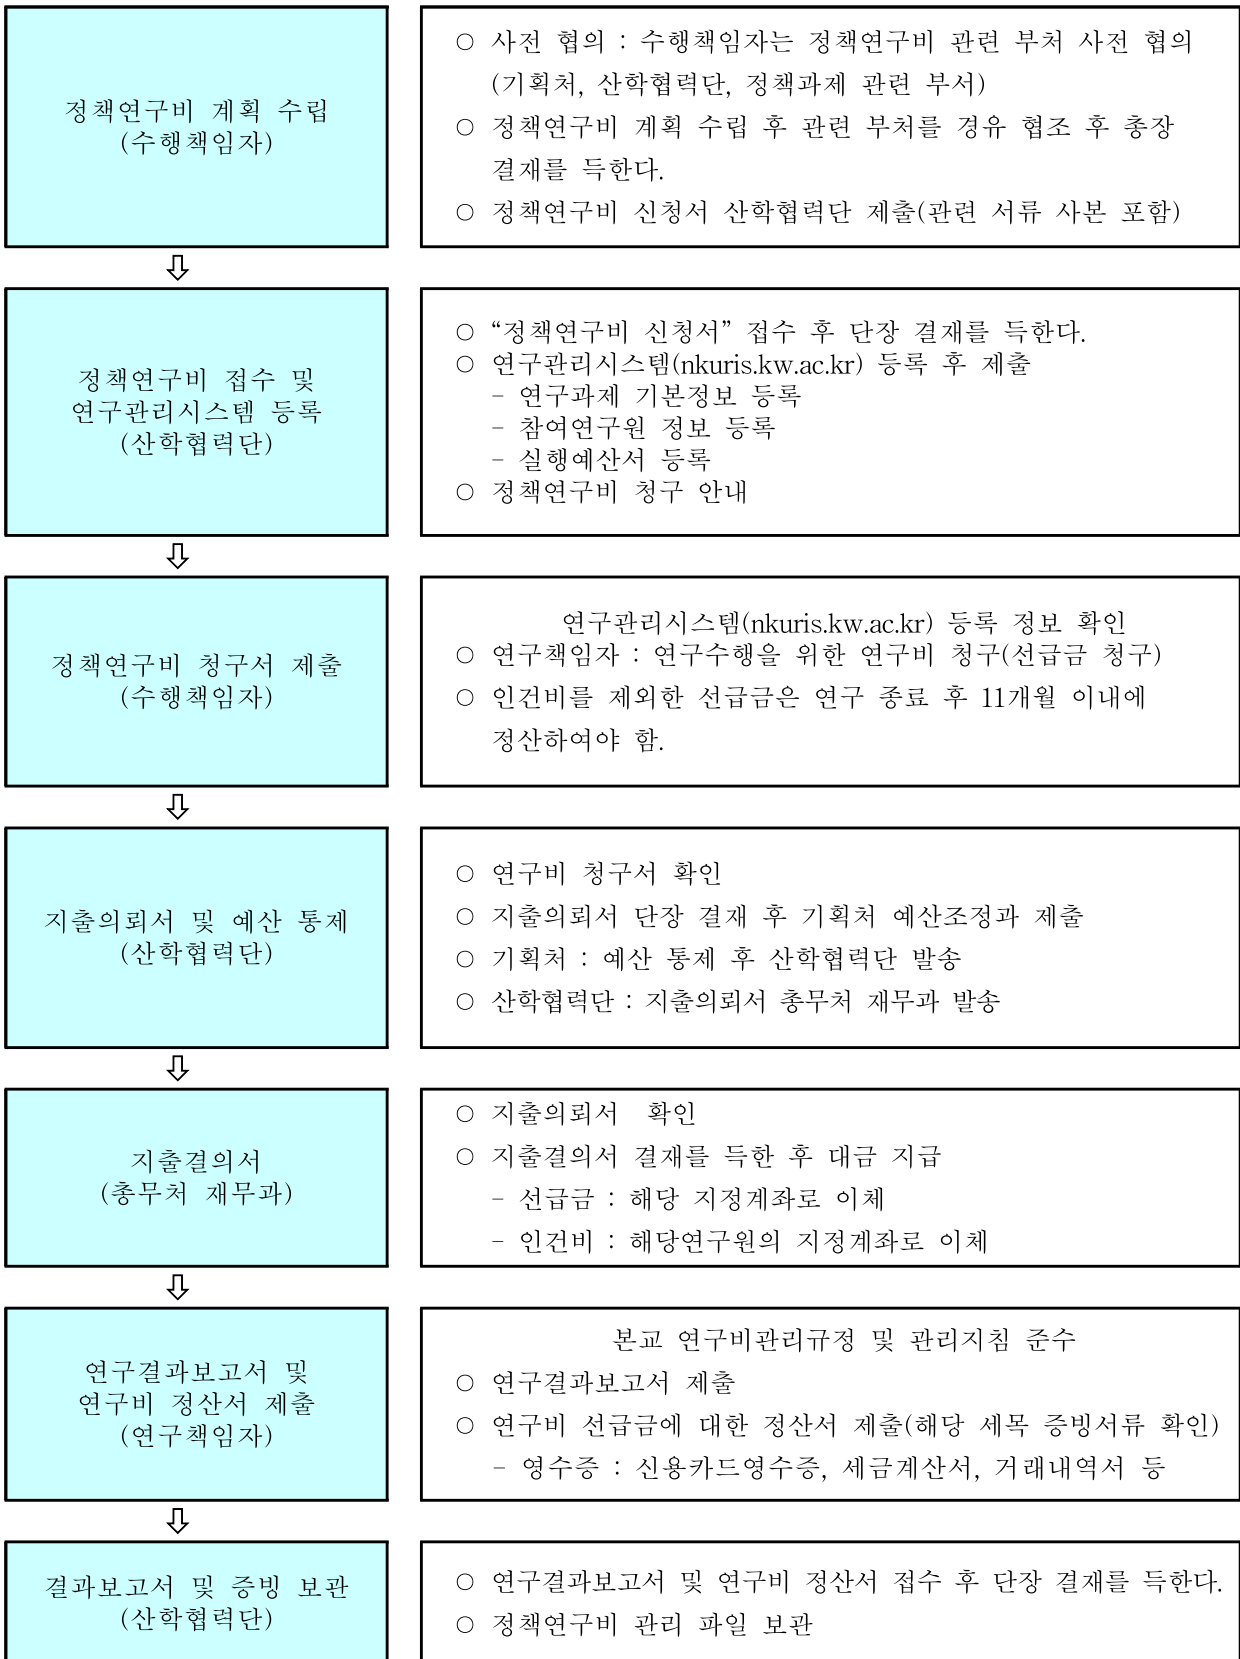 정책연구비 계획 수립
(수행책임자)
○ 사전 협의 : 수행책임자는 정책연구비 관련 부처 사전 협의
(기획처, 산학협력단, 정책과제 관련 부서)
○ 정책연구비 계획 수립 후 관련 부처를 경유 협조 후 총장
결재를 득한다.
○ 정책연구비 신청서 산학협력단 제출(관련 서류 사본 포함)
⇩
정책연구비 접수 및
연구관리시스템 등록
(산학협력단)
○ “정책연구비 신청서” 접수 후 단장 결재를 득한다.
○ 연구관리시스템(nkuris.kw.ac.kr) 등록 후 제출
- 연구과제 기본정보 등록
- 참여연구원 정보 등록
- 실행예산서 등록
○ 정책연구비 청구 안내
⇩
정책연구비 청구서 제출
(수행책임자)
연구관리시스템(nkuris.kw.ac.kr) 등록 정보 확인
○ 연구책임자 : 연구수행을 위한 연구비 청구(선급금 청구)
○ 인건비를 제외한 선급금은 연구 종료 후 11개월 이내에
정산하여야 함.
⇩
지출의뢰서 및 예산 통제
(산학협력단)
○ 연구비 청구서 확인
○ 지출의뢰서 단장 결재 후 기획처 예산조정과 제출
○ 기획처 : 예산 통제 후 산학협력단 발송
○ 산학협력단 : 지출의뢰서 총무처 재무과 발송
⇩
지출결의서
(총무처 재무과)
○ 지출의뢰서 확인
○ 지출결의서 결재를 득한 후 대금 지급
- 선급금 : 해당 지정계좌로 이체
- 인건비 : 해당연구원의 지정계좌로 이체
⇩
연구결과보고서 및
연구비 정산서 제출
(연구책임자)
본교 연구비관리규정 및 관리지침 준수
○ 연구결과보고서 제출
○ 연구비 선급금에 대한 정산서 제출(해당 세목 증빙서류 확인)
- 영수증 : 신용카드영수증, 세금계산서, 거래내역서 등
⇩
결과보고서 및 증빙 보관
(산학협력단)
○ 연구결과보고서 및 연구비 정산서 접수 후 단장 결재를 득한다.
○ 정책연구비 관리 파일 보관